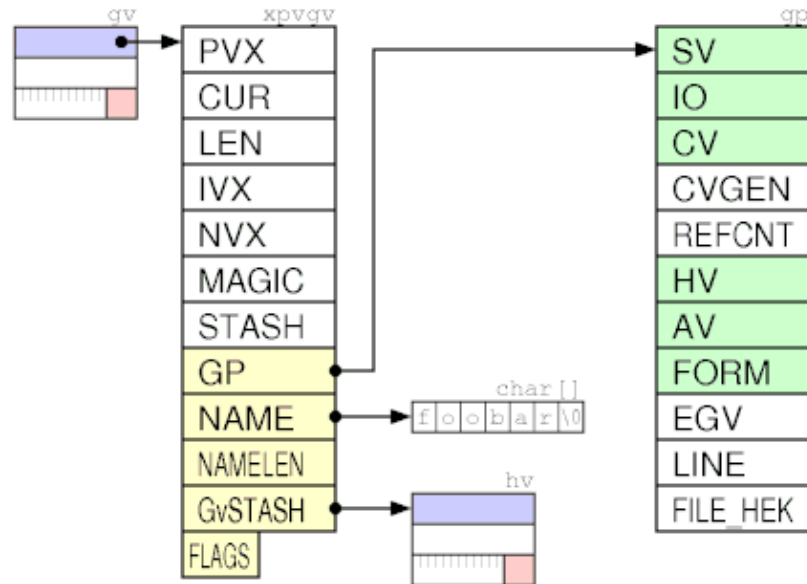 gv
xpvgv
gp
PVX
CUR
LEN
IVX
NVX
MAGIC
STASH
GP
NAME
NAMELEN
GvSTASH
FLAGS
char []
f o o b a r \0
hv
SV
IO
CV
CVGEN
REFCNT
HV
AV
FORM
EGV
LINE
FILE_HEK